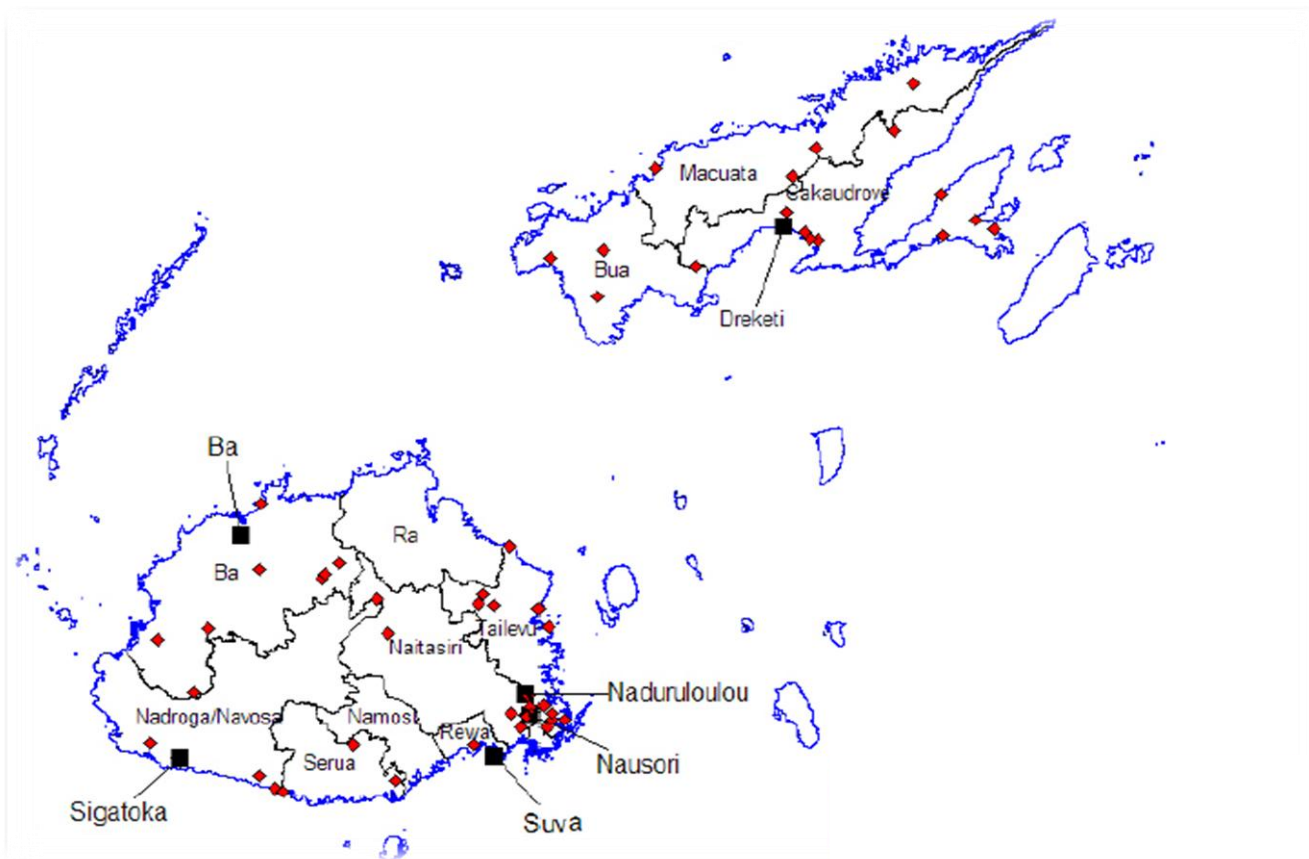 Macuata
Cakaudrove
Bua
Dreketi
Ba
Ra
Ba
Tailevu
Naitasiri
Naduruloulou
Nadroga/Navosa
Namosi
Rewa
Serua
Nausori
Sigatoka
Suva